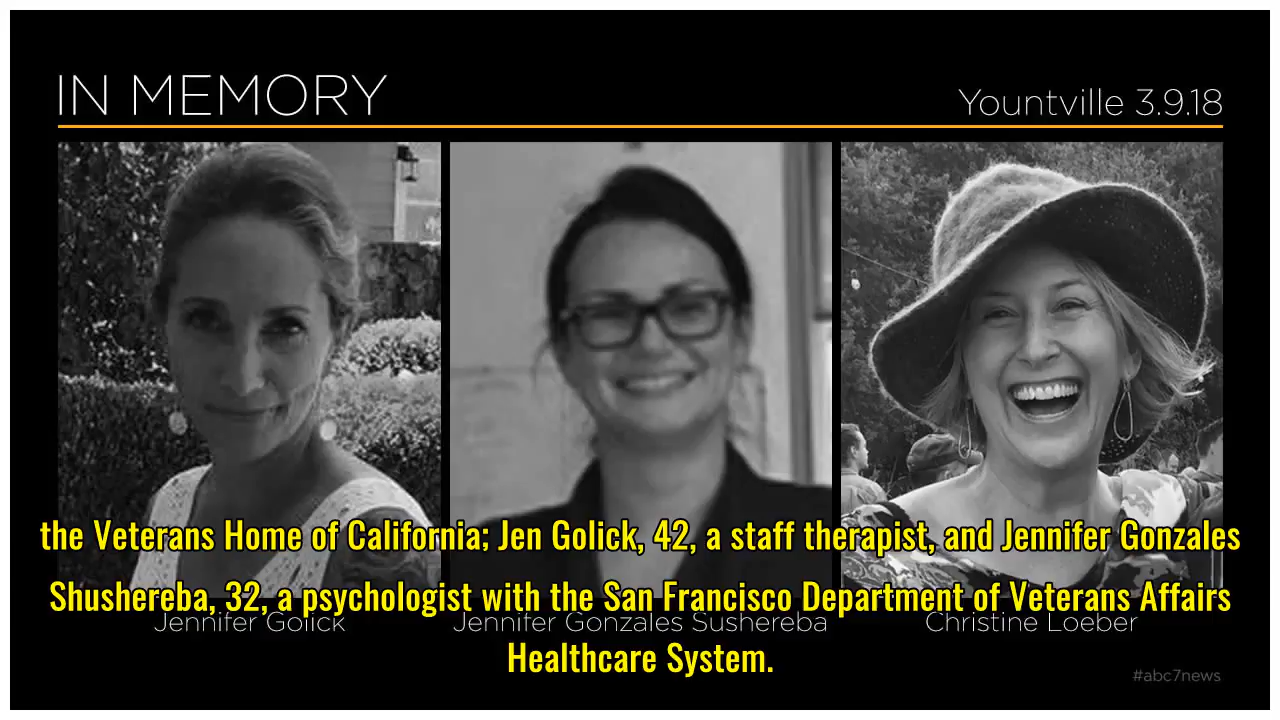 IN MEMORY
Yountville 3.9.18
the Veterans Home of California; Jen Golick, 42, a staff therapist, and Jennifer Gonzales
Shushereba, 32, a psychologist with the San Francisco Department of Veterans Affairs
Jennifer Golick
Jennifer Gonzales Sushereba
Christine Loeber
Healthcare System.
#abc7news